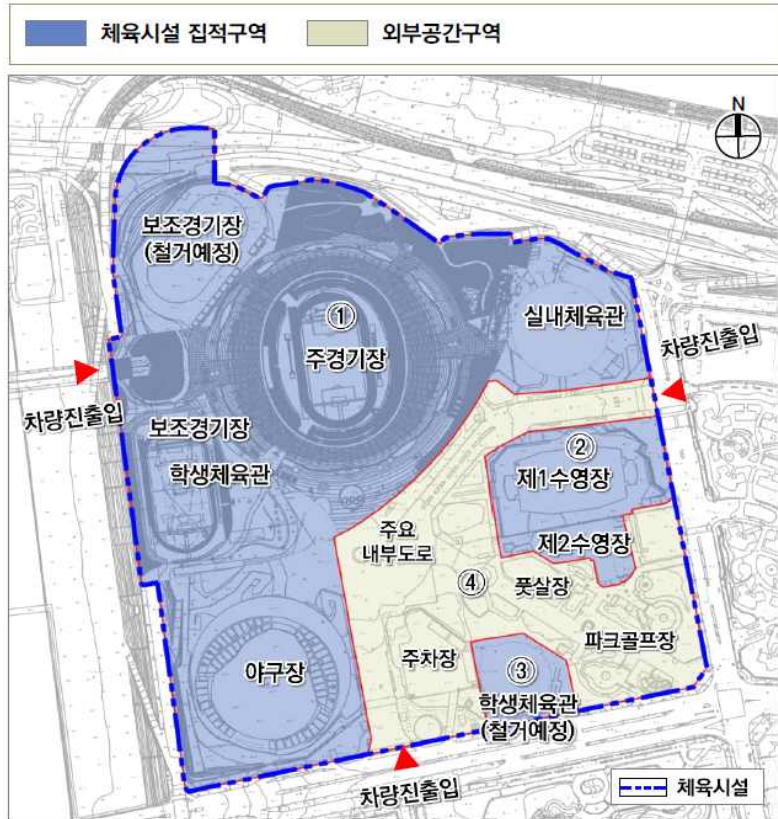 체육시설 집적구역
외부공간구역
N
보조경기장
(철거예정)
①
주경기장
실내체육관
차량진출입
차량진출입
보조경기장
학생체육관
②
제1수영장
주요
내부도로
제2수영장
④
풋살장
파크골프장
주차장
야구장
③
학생체육관
(철거예정)
차량진출입
체육시설